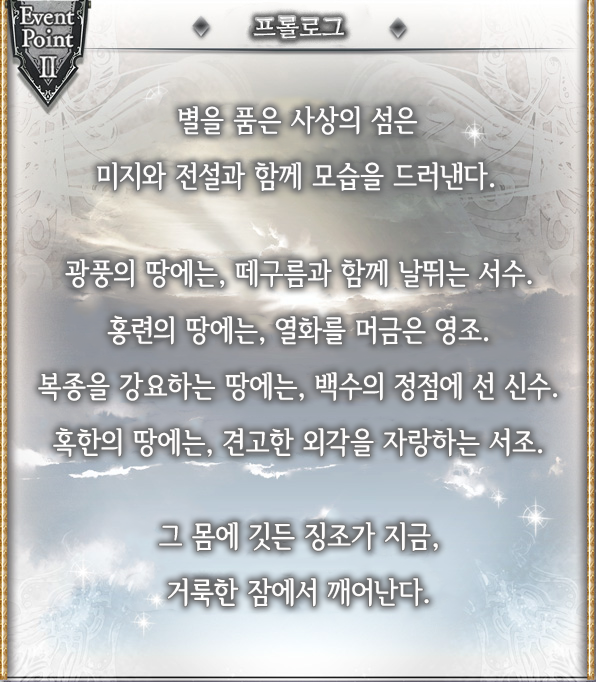 Event
Point
II
프롤로그
별을 품은 사상의 섬은
미지와 전설과 함께 모습을 드러낸다.
광풍의 땅에는, 떼구름과 함께 날뛰는 서수.
홍련의 땅에는, 열화를 머금은 영조.
복종을 강요하는 땅에는, 백수의 정점에 선 신수.
혹한의 땅에는, 견고한 외각을 자랑하는 서조.
그 몸에 깃든 징조가 지금,
거룩한 잠에서 깨어난다.